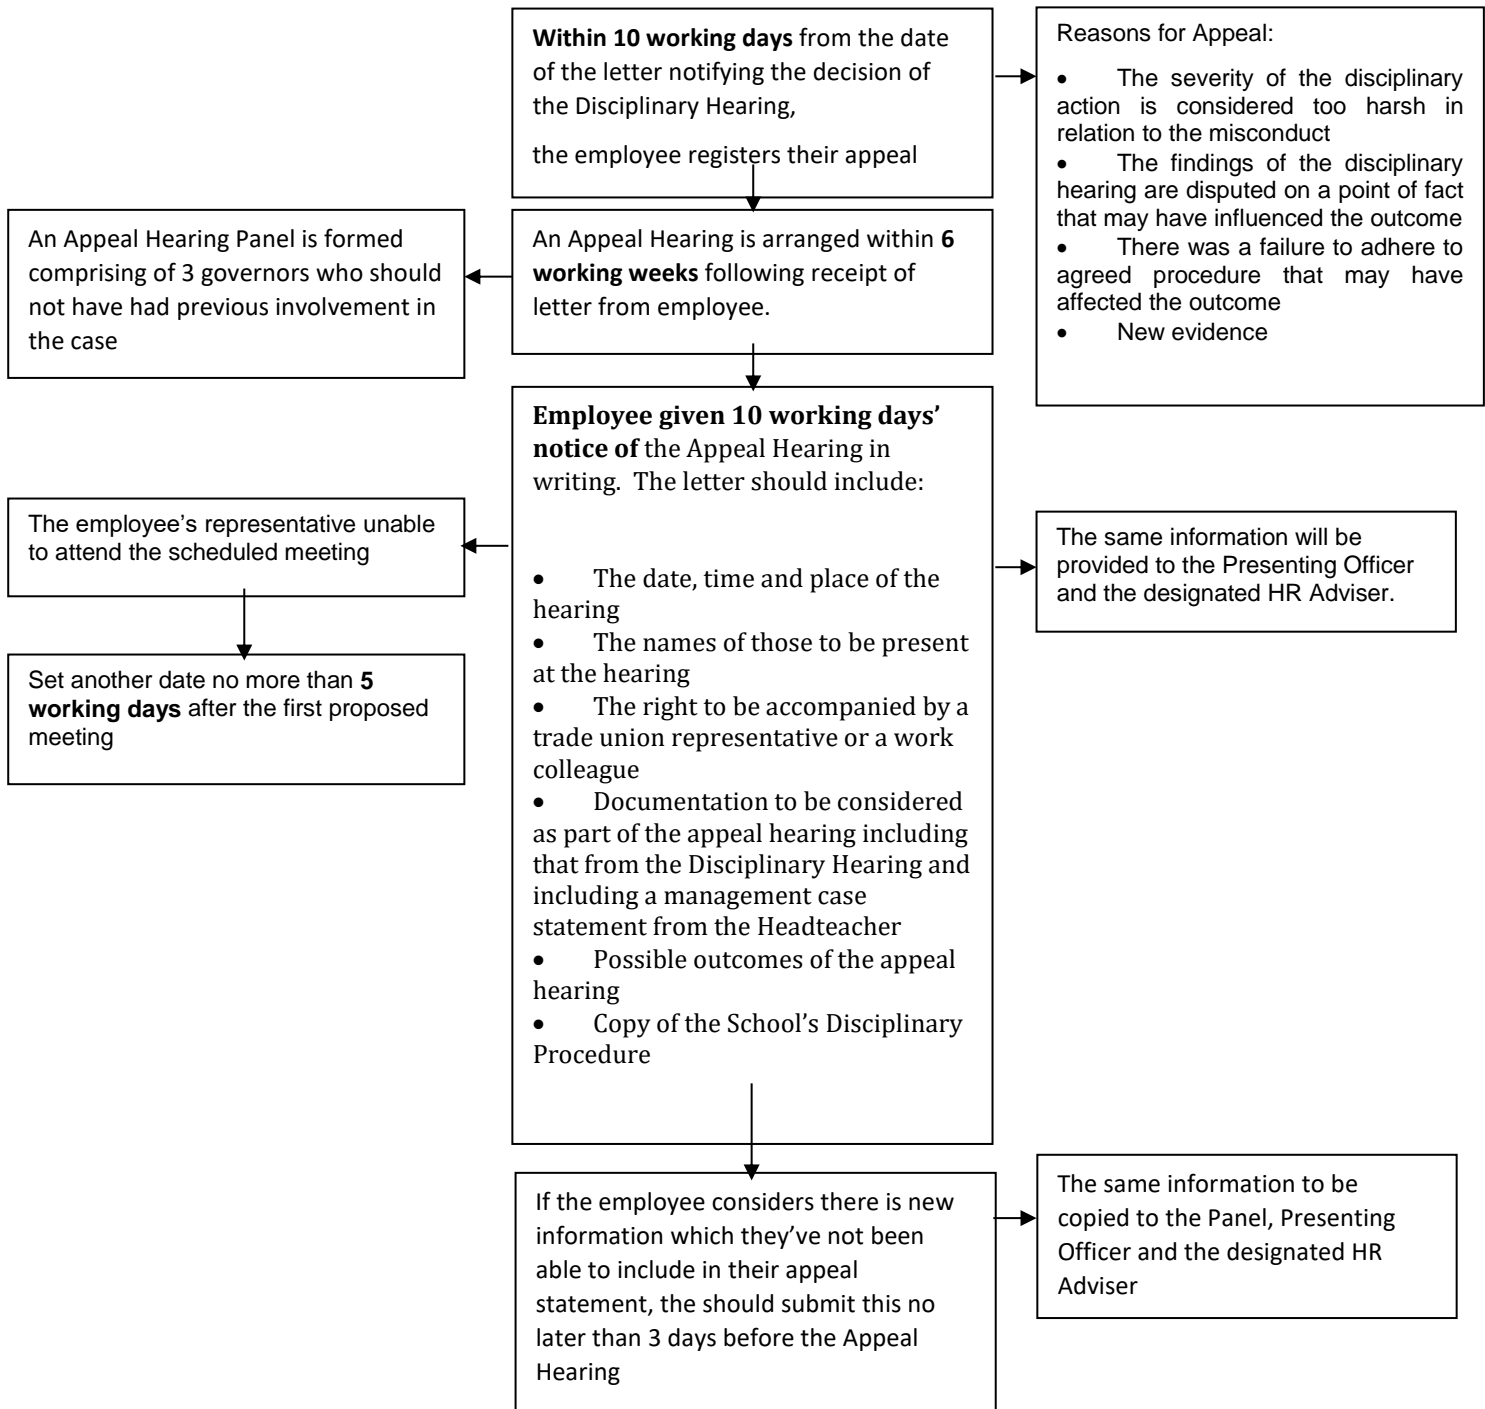 Within 10 working days from the date
of the letter notifying the decision of
the Disciplinary Hearing,
the employee registers their appeal
Reasons for Appeal:
• The severity of the disciplinary
action is considered too harsh in
relation to the misconduct
• The findings of the disciplinary
hearing are disputed on a point of fact
that may have influenced the outcome
• There was a failure to adhere to
agreed procedure that may have
affected the outcome
• New evidence
An Appeal Hearing is arranged within 6
working weeks following receipt of
letter from employee.
An Appeal Hearing Panel is formed
comprising of 3 governors who should
not have had previous involvement in
the case
Employee given 10 working days’
notice of the Appeal Hearing in
writing.  The letter should include:
• The date, time and place of the
hearing
• The names of those to be present
at the hearing
• The right to be accompanied by a
trade union representative or a work
colleague
• Documentation to be considered
as part of the appeal hearing including
that from the Disciplinary Hearing and
including a management case
statement from the Headteacher
• Possible outcomes of the appeal
hearing
• Copy of the School’s Disciplinary
Procedure
The employee’s representative unable
to attend the scheduled meeting
Set another date no more than 5
working days after the first proposed
meeting
The same information will be
provided to the Presenting Officer
and the designated HR Adviser.
If the employee considers there is new
information which they’ve not been
able to include in their appeal
statement, the should submit this no
later than 3 days before the Appeal
Hearing
The same information to be
copied to the Panel, Presenting
Officer and the designated HR
Adviser